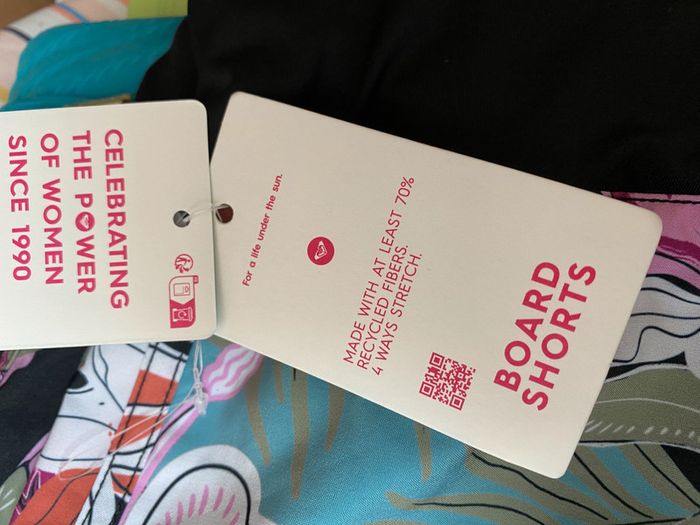 CELEBRATING
THE POWER
OF WOMEN
SINCE 1990
For a life under the sun.
MADE WITH AT LEAST 70%
RECYCLED FIBERS.
4 WAYS STRETCH.
BOARD
SHORTS